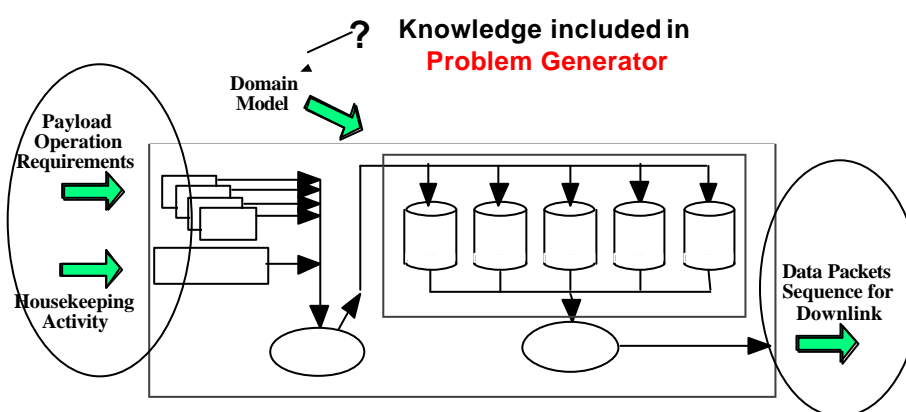 ?
Knowledge included in
Problem Generator
Domain
Model
Payload
Operation
Requirements
Housekeeping
Activity
Data Packets
Sequence for
Downlink